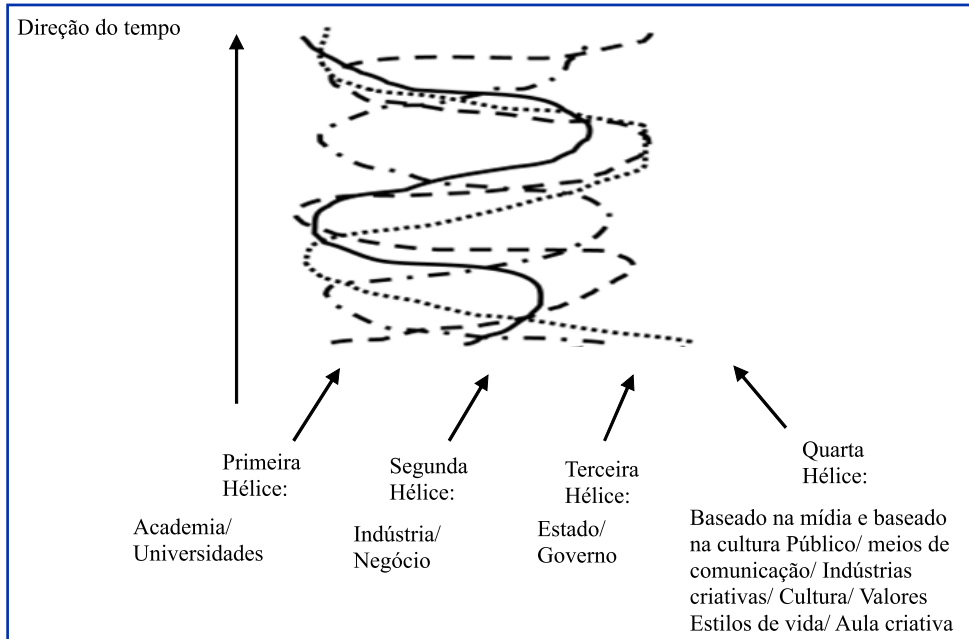 Direção do tempo
Primeira
Hélice:
Academia/
Universidades
Segunda
Hélice:
Indústria/
Negócio
Terceira
Hélice:
Estado/
Governo
Quarta
Hélice:
Baseado na mídia e baseado
na cultura Público/ meios de
comunicação/ Indústrias
criativas/ Cultura/ Valores
Estilos de vida/ Aula criativa